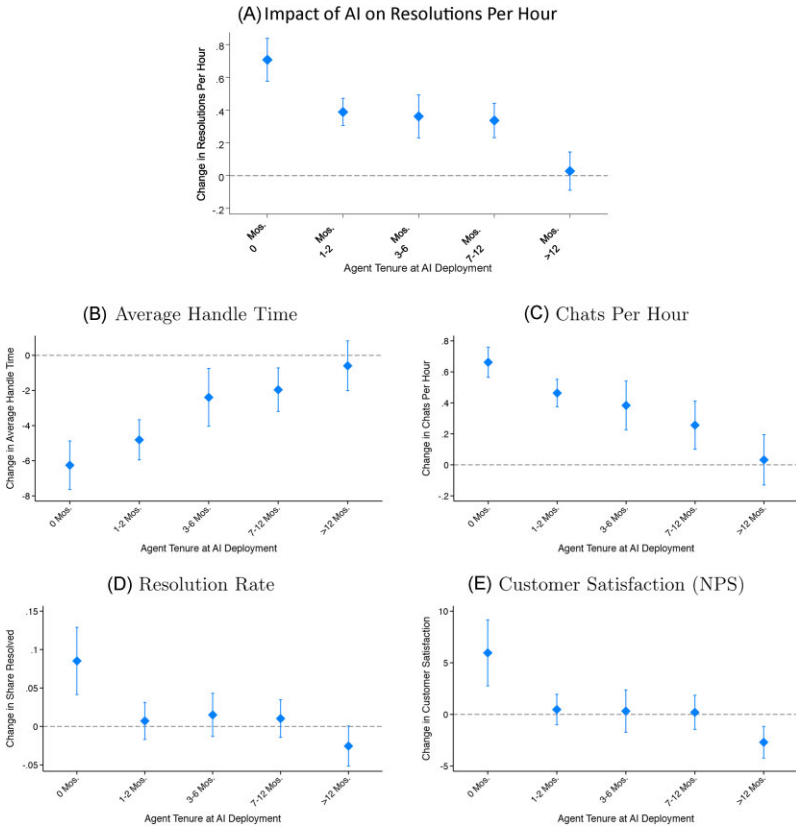 (A) Impact of AI on Resolutions Per Hour
Change in Resolutions Per Hour
.8
.6
.4
.2
0
-.2
0 Mos.
1-2 Mos.
3-6 Mos.
7-12 Mos.
>12 Mos.
Agent Tenure at AI Deployment
(B) Average Handle Time
Change in Average Handle Time
0
-2
-4
-6
-8
0 Mos.
1-2 Mos.
3-6 Mos.
7-12 Mos.
>12 Mos.
Agent Tenure at AI Deployment
(C) Chats Per Hour
Change in Chats Per Hour
.8
.6
.4
.2
0
-.2
0 Mos.
1-2 Mos.
3-6 Mos.
7-12 Mos.
>12 Mos.
Agent Tenure at AI Deployment
(D) Resolution Rate
Change in Share Resolved
.15
.1
.05
0
-.05
0 Mos.
1-2 Mos.
3-6 Mos.
7-12 Mos.
>12 Mos.
Agent Tenure at AI Deployment
(E) Customer Satisfaction (NPS)
Change in Customer Satisfaction
10
5
0
-5
0 Mos.
1-2 Mos.
3-6 Mos.
7-12 Mos.
>12 Mos.
Agent Tenure at AI Deployment